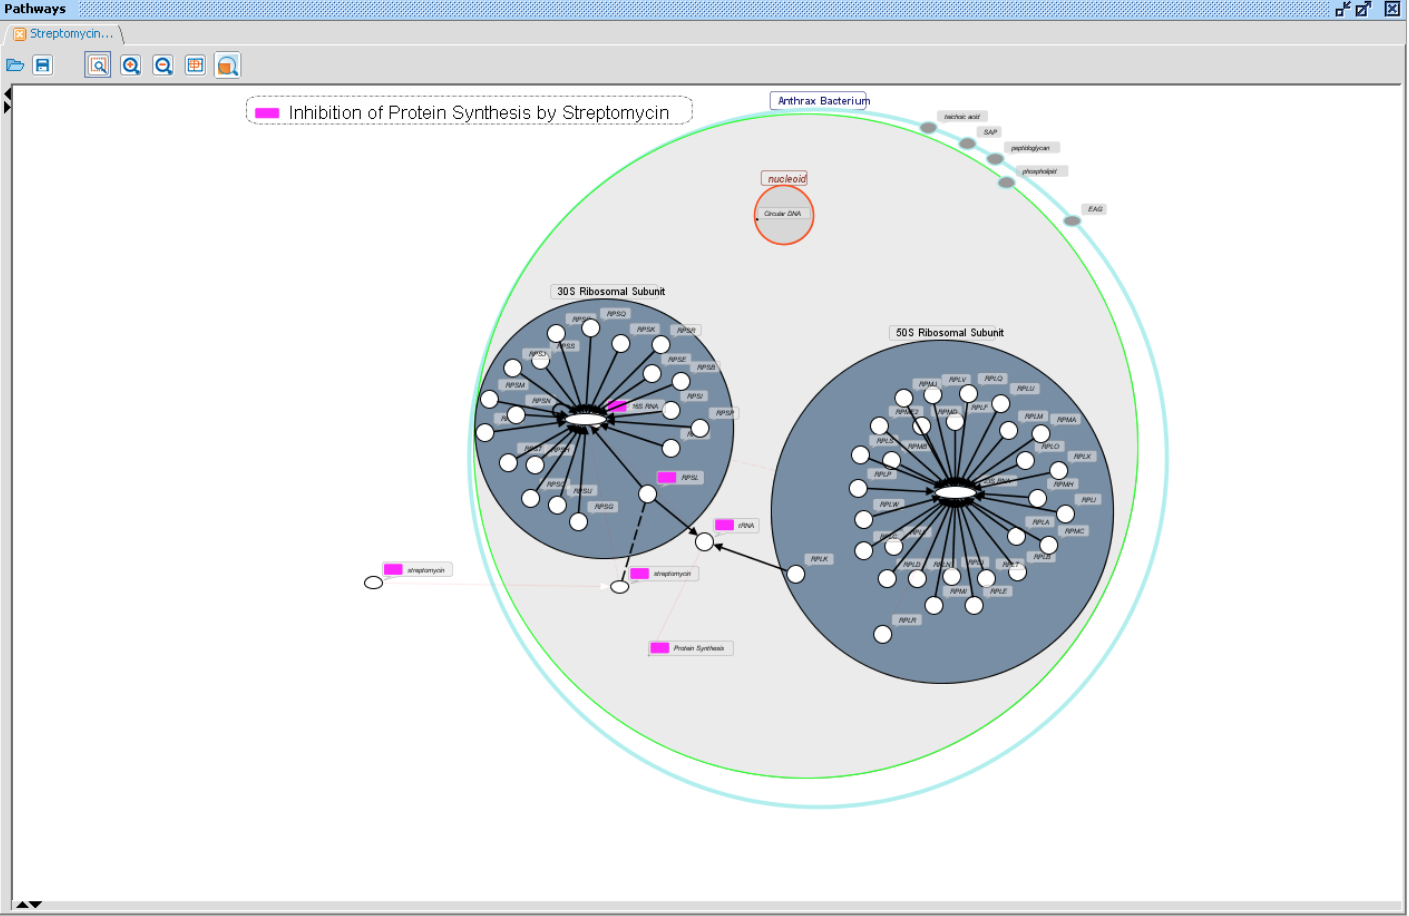 Pathways
Streptomycin...
Inhibition of Protein Synthesis by Streptomycin
Anthrax Bacterium
teichoic acid
SAP
peptidoglycan
phospholipid
EAG
nucleoid
Circular DNA
30S Ribosomal Subunit
RPSQ
RPSK
RPSR
RPSS
RPSJ
RPSE
RPSB
RPSM
RPSI
RPSN
16S RNA
RPSP
RPST
RPSH
RPSL
RPSU
RPSG
50S Ribosomal Subunit
RPMJ
RPLV
RPLQ
RPLU
RPME2
RPMD
RPLF
RPLM
RPMA
RPLS
RPMB
RPLO
RPLX
RPLP
RPMH
RPLW
RPLJ
RPLA
RPMC
RPLB
RPLD
RPLN
RPLT
RPMI
RPLE
RPLR
RPLK
tRNA
streptomycin
streptomycin
Protein Synthesis